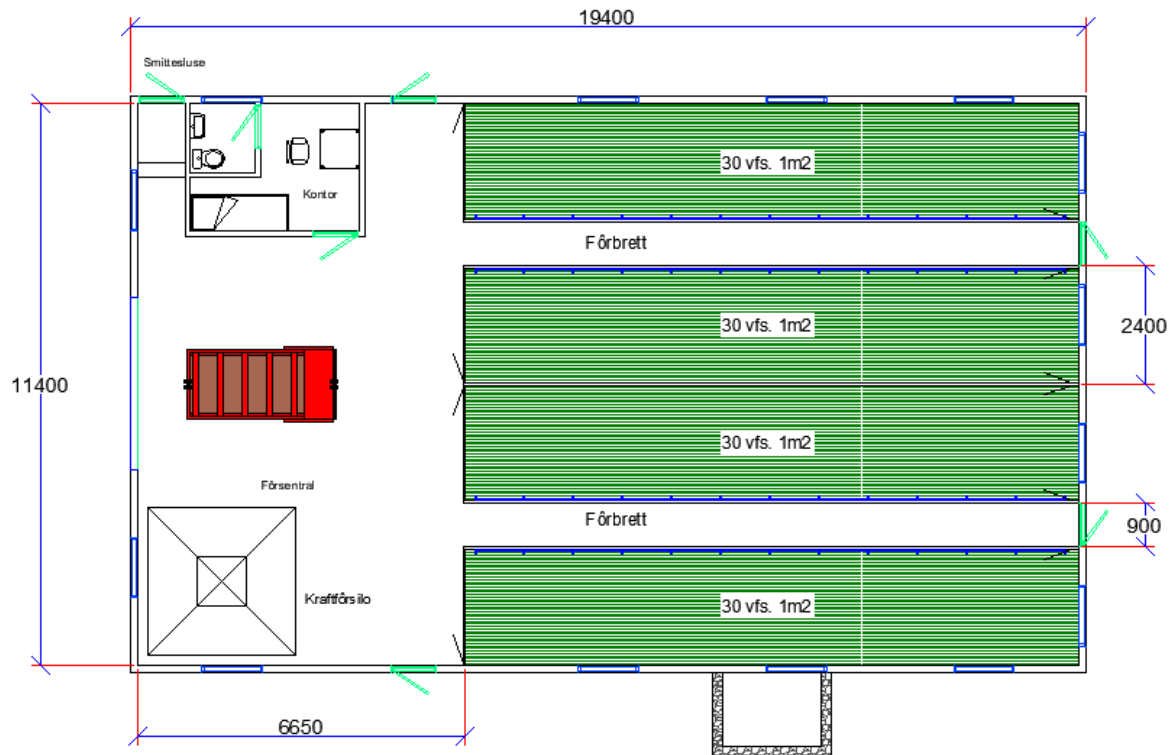 19400
Smittesluse
30 vfs. 1m2
Kontor
Fôrbrett
30 vfs. 1m2
2400
11400
30 vfs. 1m2
Fôrsentral
Fôrbrett
900
Kraftfôrsilo
30 vfs. 1m2
6650